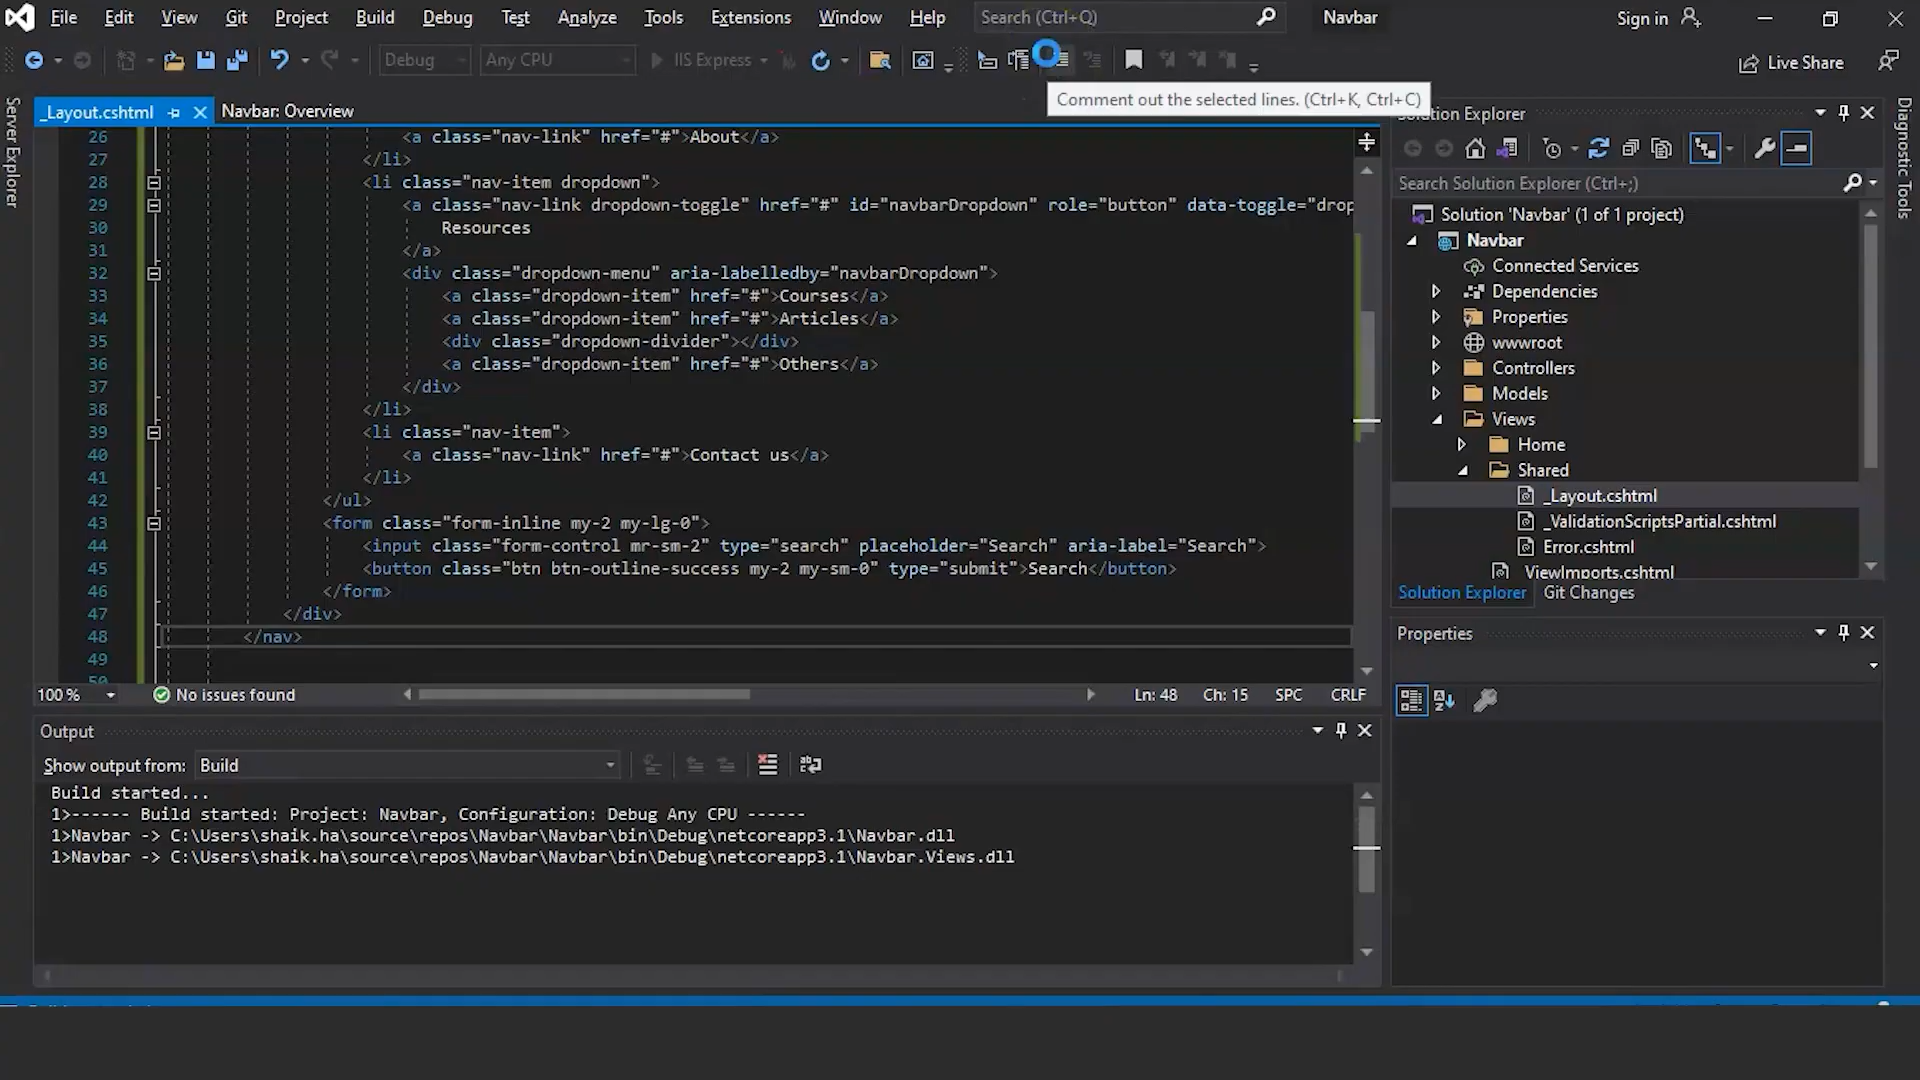 File Edit View Git Project Build Debug Test Analyze Tools Extensions Window Help Search (Ctrl+Q) Navbar Sign in
Debug Any CPU IIS Express Live Share
Comment out the selected lines. (Ctrl+K, Ctrl+C)
Server Explorer
Diagnostic Tools
_Layout.cshtml Navbar: Overview
26 <a class="nav-link" href="#">About</a>
27 </li>
28 <li class="nav-item dropdown">
29 <a class="nav-link dropdown-toggle" href="#" id="navbarDropdown" role="button" data-toggle="drop
30 Resources
31 </a>
32 <div class="dropdown-menu" aria-labelledby="navbarDropdown">
33 <a class="dropdown-item" href="#">Courses</a>
34 <a class="dropdown-item" href="#">Articles</a>
35 <div class="dropdown-divider"></div>
36 <a class="dropdown-item" href="#">Others</a>
37 </div>
38 </li>
39 <li class="nav-item">
40 <a class="nav-link" href="#">Contact us</a>
41 </li>
42 </ul>
43 <form class="form-inline my-2 my-lg-0">
44 <input class="form-control mr-sm-2" type="search" placeholder="Search" aria-label="Search">
45 <button class="btn btn-outline-success my-2 my-sm-0" type="submit">Search</button>
46 </form>
47 </div>
48 </nav>
49
50
100 % No issues found Ln: 48 Ch: 15 SPC CRLF
Output
Show output from: Build
Build started...
1>------ Build started: Project: Navbar, Configuration: Debug Any CPU ------
1>Navbar -> C:\Users\shaik.ha\source\repos\Navbar\Navbar\bin\Debug\netcoreapp3.1\Navbar.dll
1>Navbar -> C:\Users\shaik.ha\source\repos\Navbar\Navbar\bin\Debug\netcoreapp3.1\Navbar.Views.dll
olution Explorer
Search Solution Explorer (Ctrl+;)
Solution 'Navbar' (1 of 1 project)
Navbar
Connected Services
Dependencies
Properties
wwwroot
Controllers
Models
Views
Home
Shared
_Layout.cshtml
_ValidationScriptsPartial.cshtml
Error.cshtml
ViewImports.cshtml
Solution Explorer Git Changes
Properties